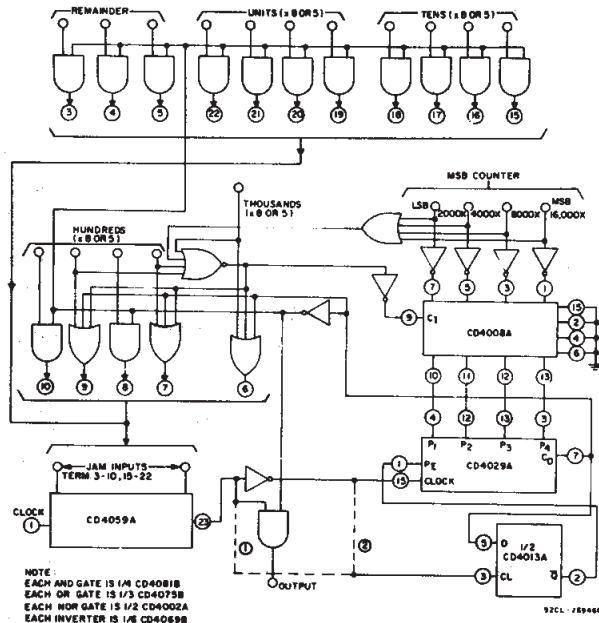 REMAINDER
UNITS (x 8 OR 5)
TENS (x 8 OR 5)
3
4
5
22
21
20
19
18
17
16
15
MSB COUNTER
THOUSANDS
(x 8 OR 5)
LSB
2000X
4000X
8000X
MSB
16,000X
HUNDREDS
(x 8 OR 5)
7
5
3
1
9
C1
CD4008A
15
2
4
6
10
9
8
7
6
10
11
12
13
4
12
13
3
P1
P2
P3
P4
CO
7
1
PE
CD4029A
15
CLOCK
JAM INPUTS
TERM. 3-10, 15-22
CLOCK
1
CD4059A
23
1
2
OUTPUT
5
D
1/2
CD4013A
3
CL
Q
2
NOTE:
EACH AND GATE IS 1/4 CD4081B
EACH OR GATE IS 1/3 CD4075B
EACH NOR GATE IS 1/2 CD4002A
EACH INVERTER IS 1/6 CD4069B